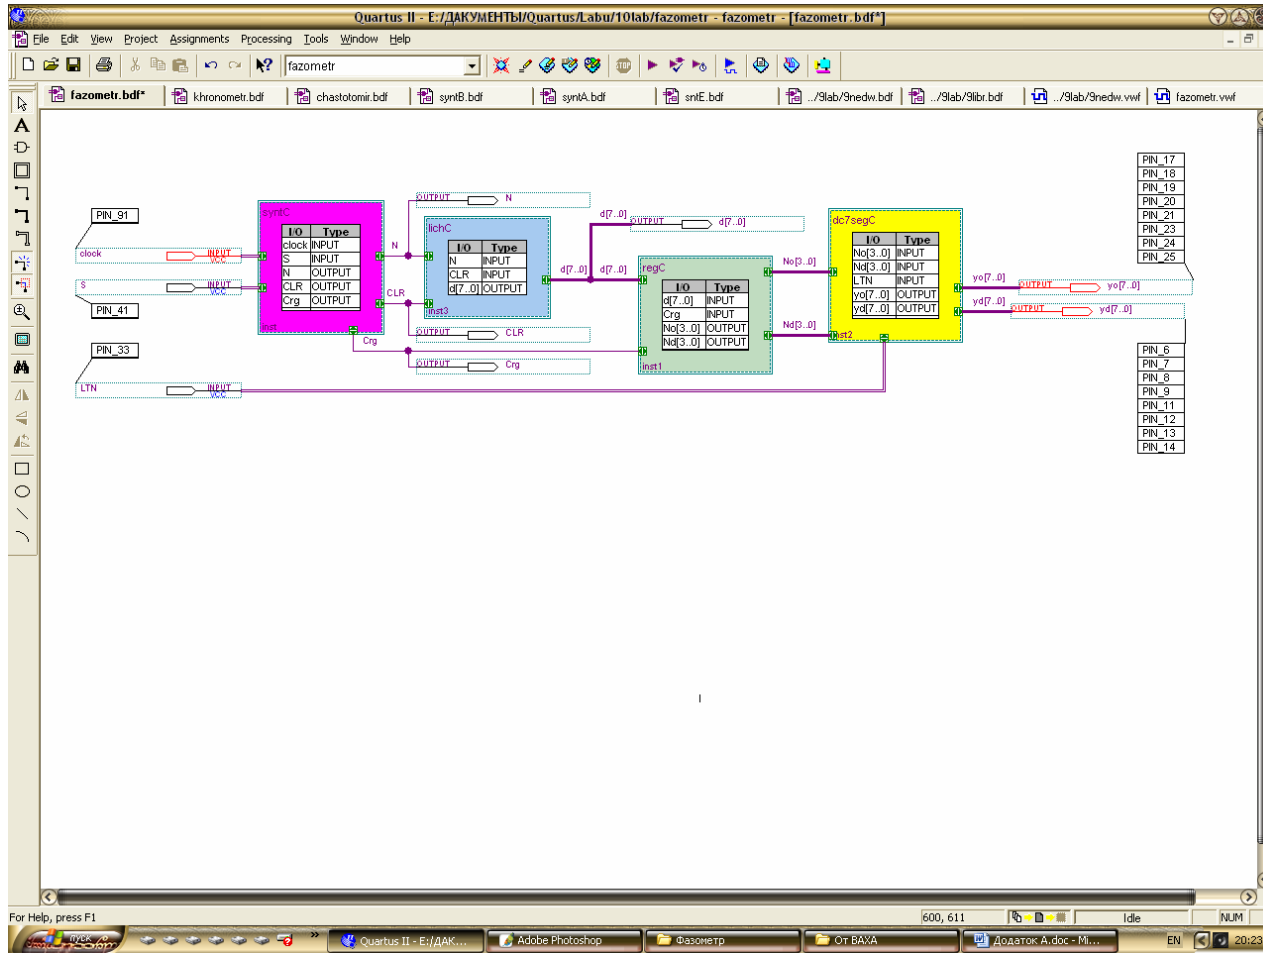 Quartus II - E:/ДАКУМЕНТЫ/Quartus/Labu/10lab/fazometr - fazometr - [fazometr.bdf*]
File Edit View Project Assignments Processing Tools Window Help
fazometr
STOP
fazometr.bdf* khronometr.bdf chastotomir.bdf syntB.bdf syntA.bdf sntE.bdf ../9lab/9nedw.bdf ../9lab/9libr.bdf ../9lab/9nedw.vwf fazometr.vwf
PIN_91
clock INPUT VCC
S INPUT VCC
PIN_41
PIN_33
LTN INPUT VCC
syntC
I/O Type
clock INPUT
S INPUT
N OUTPUT
CLR OUTPUT
Crg OUTPUT
inst
N
CLR
Crg
OUTPUT N
lichC
I/O Type
N INPUT
CLR INPUT
d[7..0] OUTPUT
inst3
OUTPUT CLR
OUTPUT Crg
d[7..0] d[7..0]
d[7..0] OUTPUT d[7..0]
regC
I/O Type
d[7..0] INPUT
Crg INPUT
No[3..0] OUTPUT
Nd[3..0] OUTPUT
inst1
No[3..0]
Nd[3..0]
dc7segC
I/O Type
No[3..0] INPUT
Nd[3..0] INPUT
LTN INPUT
yo[7..0] OUTPUT
yd[7..0] OUTPUT
inst2
yo[7..0] OUTPUT yo[7..0]
yd[7..0] OUTPUT yd[7..0]
PIN_17
PIN_18
PIN_19
PIN_20
PIN_21
PIN_23
PIN_24
PIN_25
PIN_6
PIN_7
PIN_8
PIN_9
PIN_11
PIN_12
PIN_13
PIN_14
For Help, press F1 600, 611 Idle NUM
пуск Quartus II - E:/ДАК... Adobe Photoshop Фазометр От ВАХА Додаток А.doc - Mi... EN 20:23